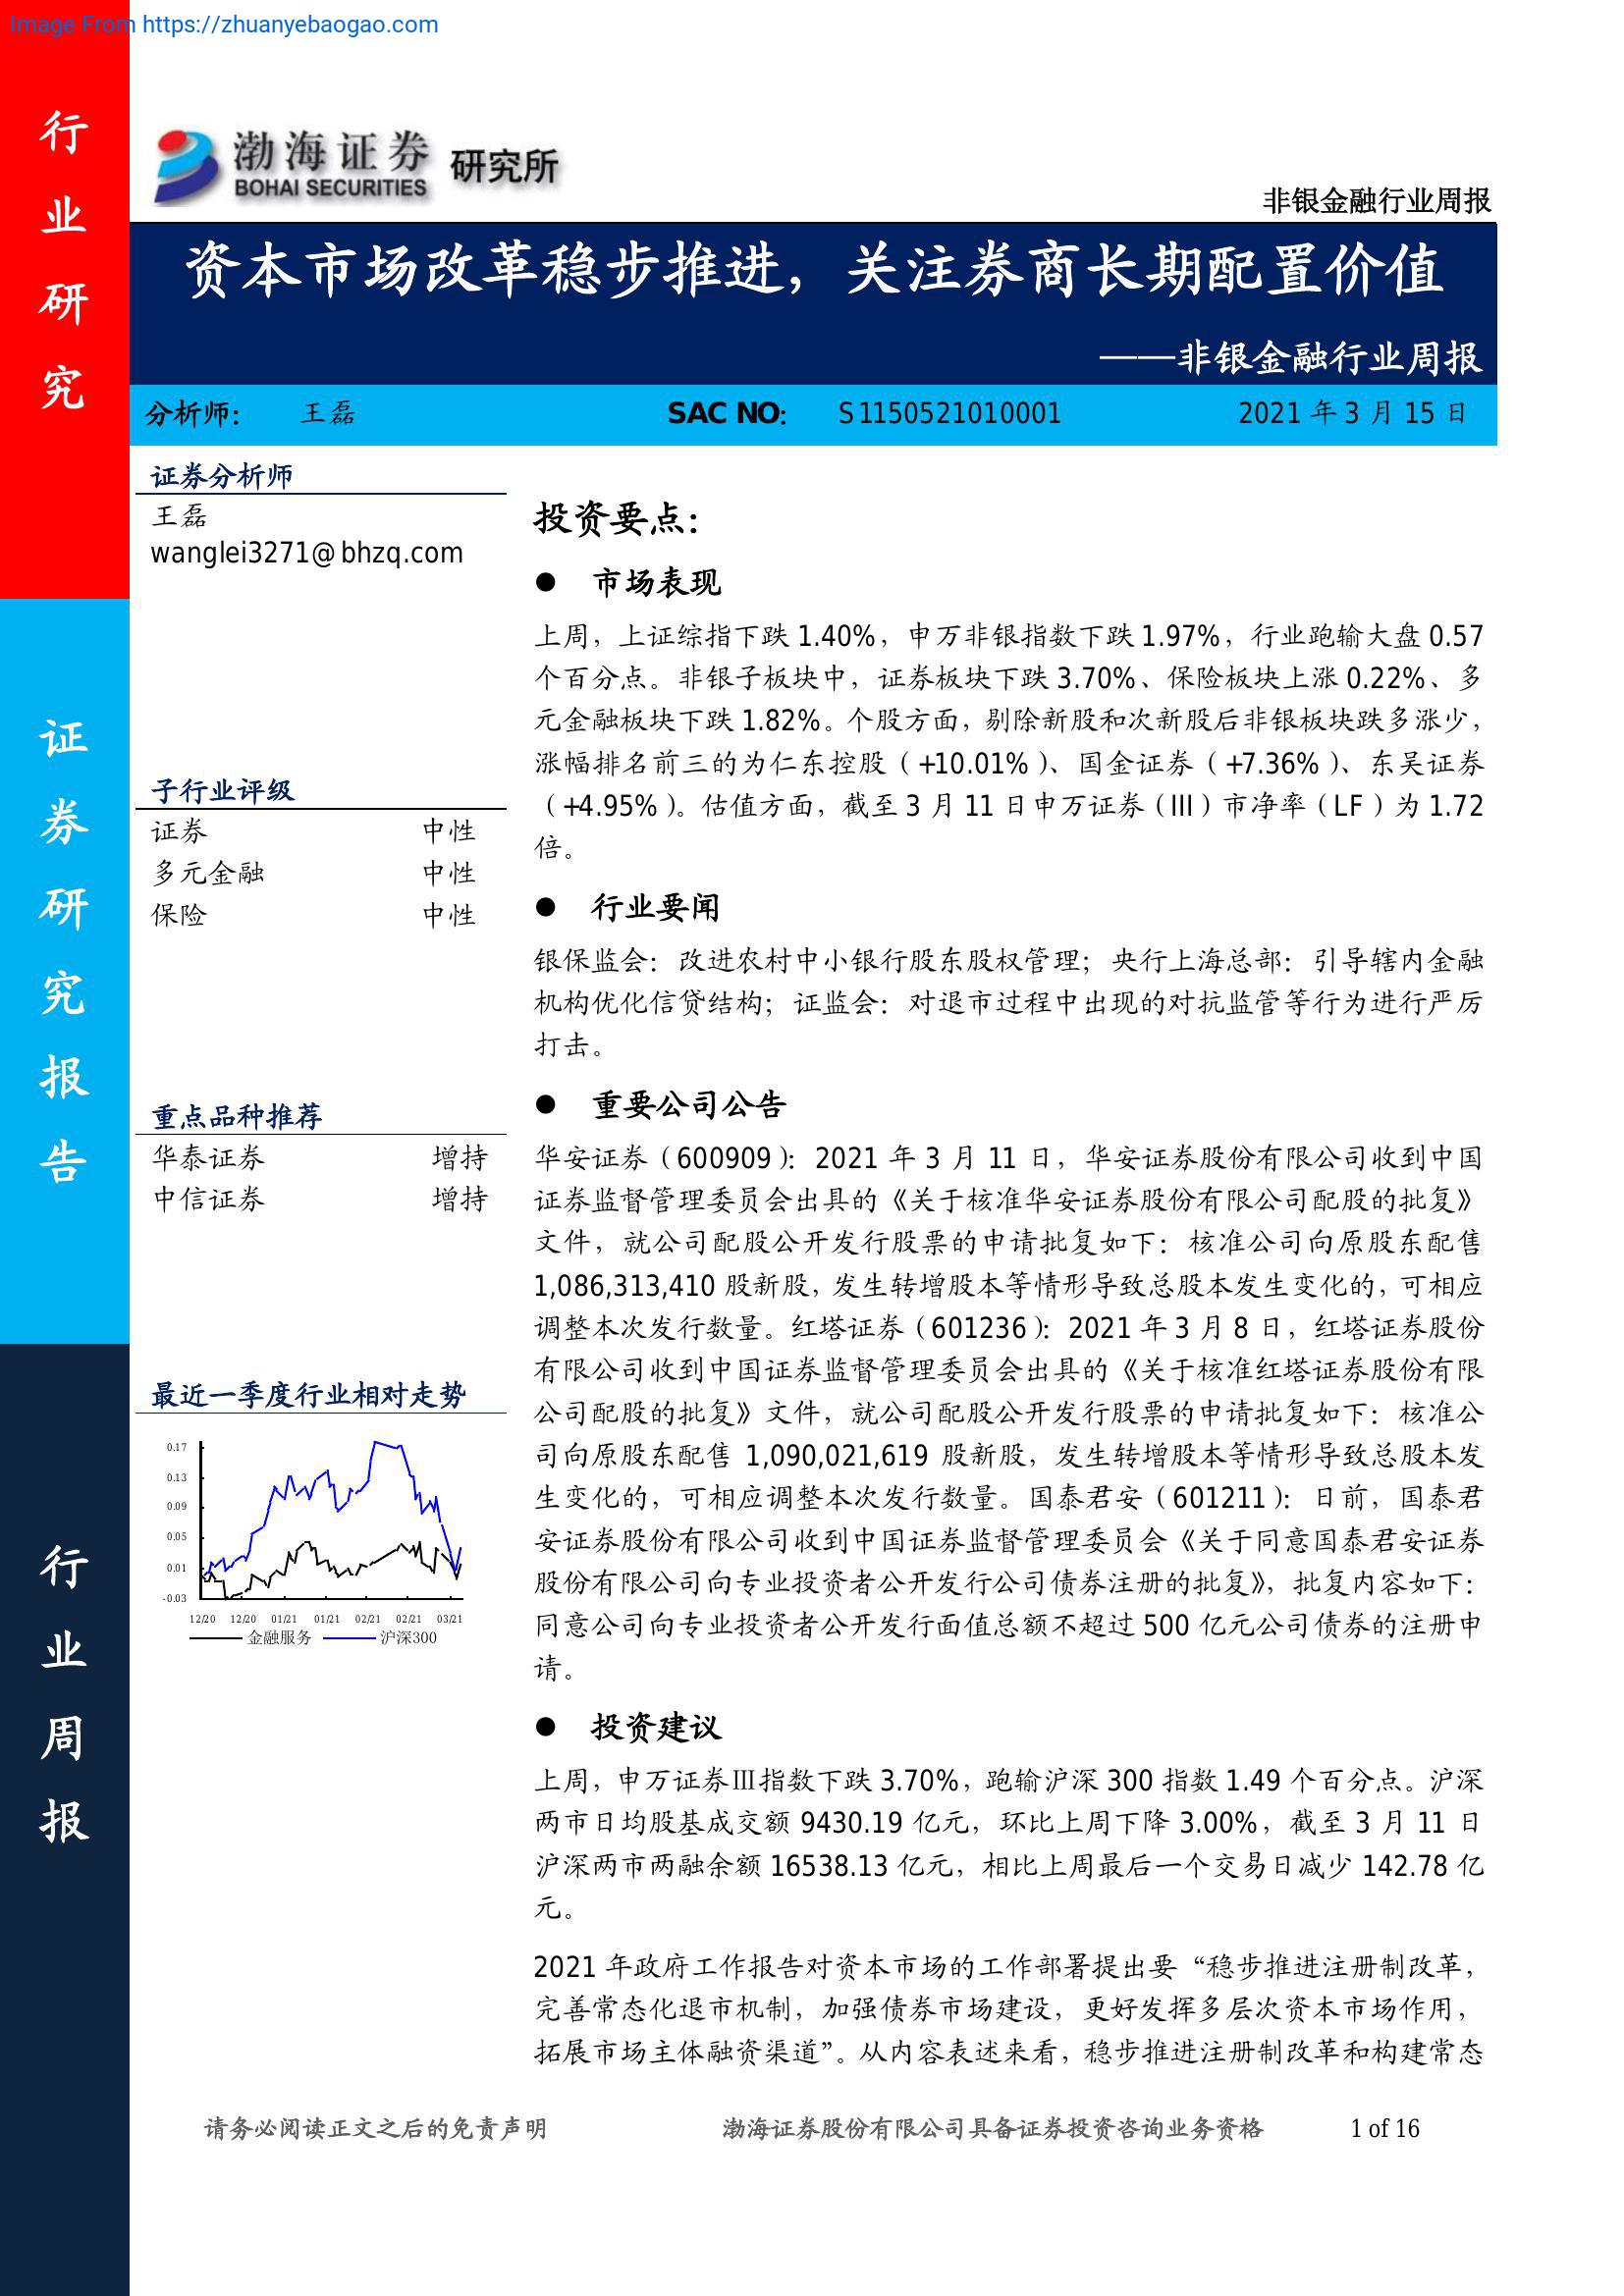 Image From https://zhuanyebaogao.com
行业研究
证券研究报告
行业周报
渤海证券 研究所
BOHAI SECURITIES
非银金融行业周报
资本市场改革稳步推进，关注券商长期配置价值
——非银金融行业周报
分析师： 王磊 SAC NO： S1150521010001 2021 年 3 月 15 日
证券分析师
王磊
wanglei3271@bhzq.com
子行业评级
证券 中性
多元金融 中性
保险 中性
重点品种推荐
华泰证券 增持
中信证券 增持
最近一季度行业相对走势
0.17
0.13
0.09
0.05
0.01
-0.03
12/20 12/20 01/21 01/21 02/21 02/21 03/21
金融服务 沪深300
投资要点：
● 市场表现
上周，上证综指下跌 1.40%，申万非银指数下跌 1.97%，行业跑输大盘 0.57
个百分点。非银子板块中，证券板块下跌 3.70%、保险板块上涨 0.22%、多
元金融板块下跌 1.82%。个股方面，剔除新股和次新股后非银板块跌多涨少，
涨幅排名前三的为仁东控股（+10.01%）、国金证券（+7.36%）、东吴证券
（+4.95%）。估值方面，截至 3 月 11 日申万证券（III）市净率（LF）为 1.72
倍。
● 行业要闻
银保监会：改进农村中小银行股东股权管理；央行上海总部：引导辖内金融
机构优化信贷结构；证监会：对退市过程中出现的对抗监管等行为进行严厉
打击。
● 重要公司公告
华安证券（600909）：2021 年 3 月 11 日，华安证券股份有限公司收到中国
证券监督管理委员会出具的《关于核准华安证券股份有限公司配股的批复》
文件，就公司配股公开发行股票的申请批复如下：核准公司向原股东配售
1,086,313,410 股新股，发生转增股本等情形导致总股本发生变化的，可相应
调整本次发行数量。红塔证券（601236）：2021 年 3 月 8 日，红塔证券股份
有限公司收到中国证券监督管理委员会出具的《关于核准红塔证券股份有限
公司配股的批复》文件，就公司配股公开发行股票的申请批复如下：核准公
司向原股东配售 1,090,021,619 股新股，发生转增股本等情形导致总股本发
生变化的，可相应调整本次发行数量。国泰君安（601211）：日前，国泰君
安证券股份有限公司收到中国证券监督管理委员会《关于同意国泰君安证券
股份有限公司向专业投资者公开发行公司债券注册的批复》，批复内容如下：
同意公司向专业投资者公开发行面值总额不超过 500 亿元公司债券的注册申
请。
● 投资建议
上周，申万证券Ⅲ指数下跌 3.70%，跑输沪深 300 指数 1.49 个百分点。沪深
两市日均股基成交额 9430.19 亿元，环比上周下降 3.00%，截至 3 月 11 日
沪深两市两融余额 16538.13 亿元，相比上周最后一个交易日减少 142.78 亿
元。
2021 年政府工作报告对资本市场的工作部署提出要“稳步推进注册制改革，
完善常态化退市机制，加强债券市场建设，更好发挥多层次资本市场作用，
拓展市场主体融资渠道”。从内容表述来看，稳步推进注册制改革和构建常态
请务必阅读正文之后的免责声明 渤海证券股份有限公司具备证券投资咨询业务资格 1 of 16